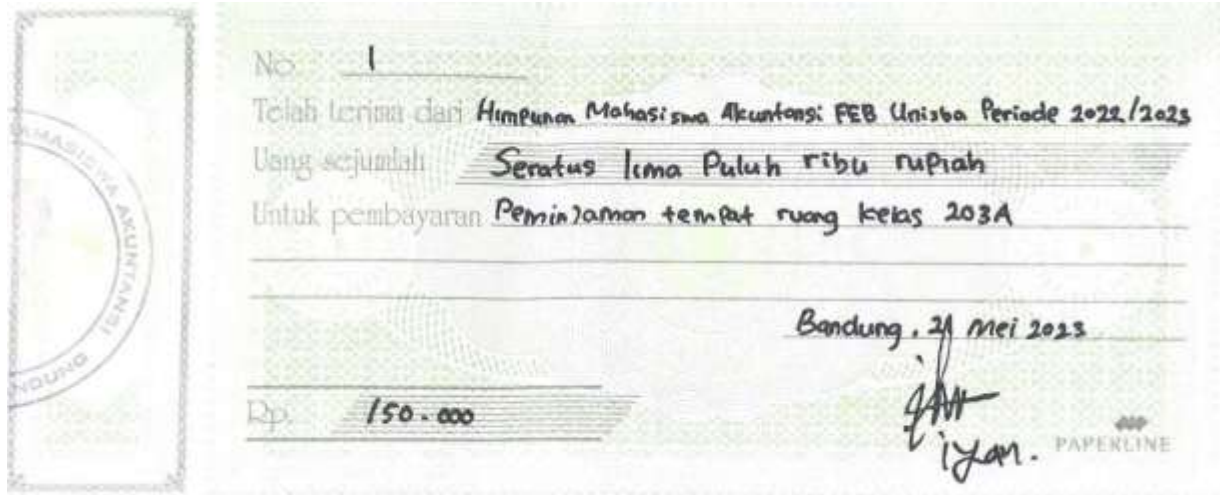 No. 1
Telah terima dari Himpunan Mahasiswa Akuntansi FEB Unisba Periode 2022/2023
Uang sejumlah Seratus lima Puluh ribu rupiah
Untuk pembayaran Peminjaman tempat ruang kelas 203A
Bandung, 21 Mei 2023
Rp. 150.000
iyan.
PAPERLINE
AKUNTANSI